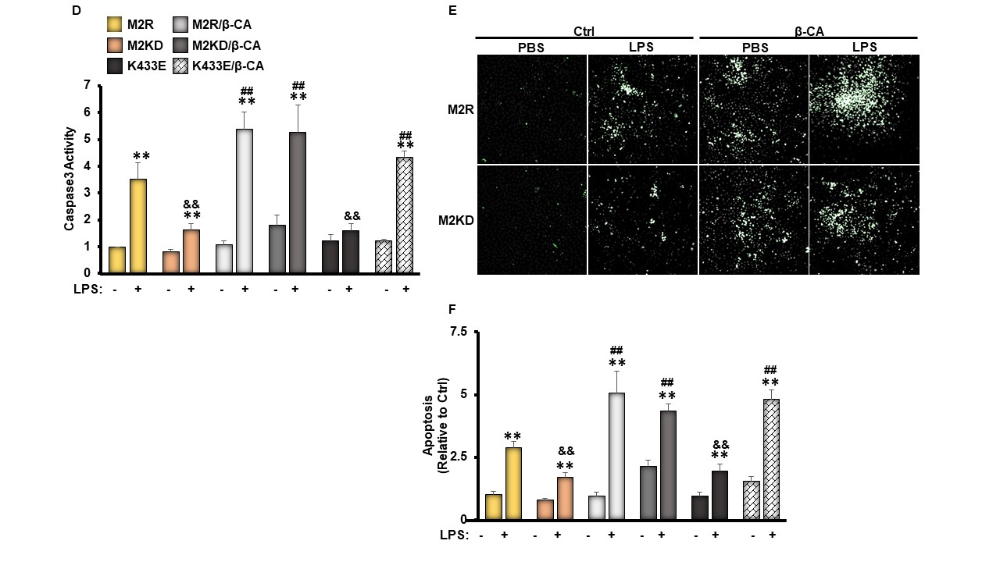 D
M2R
M2R/β-CA
M2KD
M2KD/β-CA
K433E
K433E/β-CA
Caspase3 Activity
7
6
5
4
3
2
1
0
**
&&
**
##
**
##
**
&&
##
**
LPS: - + - + - + - + - + - +
E
Ctrl
β-CA
PBS
LPS
PBS
LPS
M2R
M2KD
F
Apoptosis
(Relative to Ctrl)
7.5
5
2.5
0
**
&&
**
##
**
##
**
&&
**
##
**
LPS: - + - + - + - + - + - +